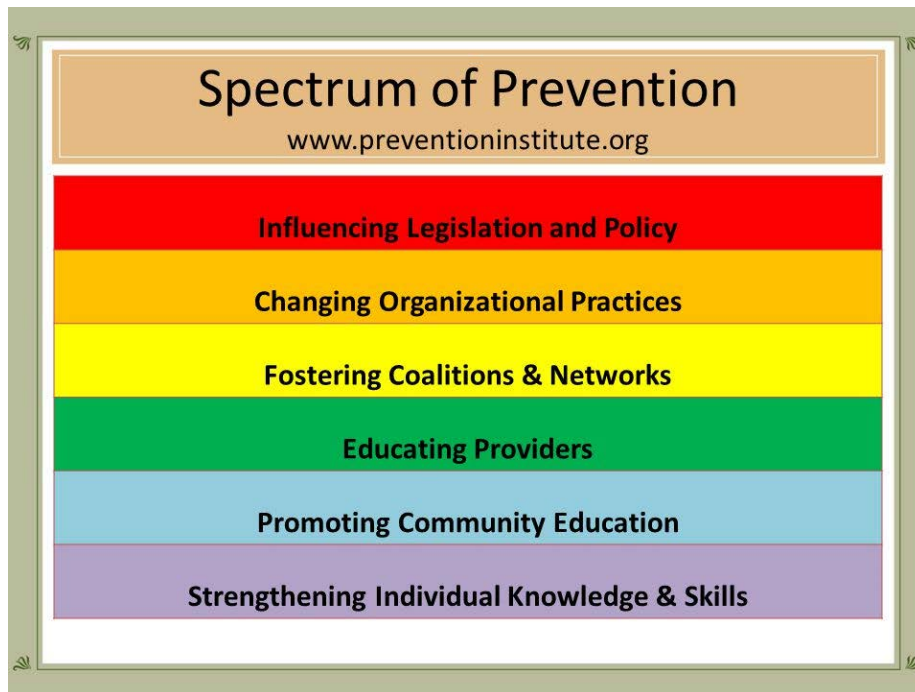 Spectrum of Prevention
www.preventioninstitute.org
Influencing Legislation and Policy
Changing Organizational Practices
Fostering Coalitions & Networks
Educating Providers
Promoting Community Education
Strengthening Individual Knowledge & Skills